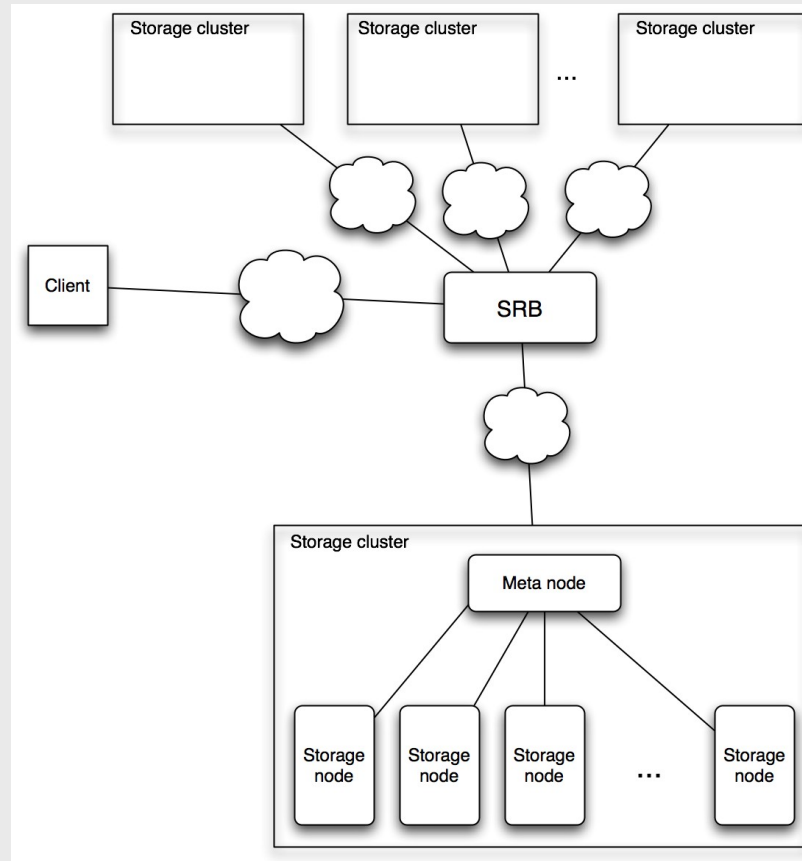 Storage cluster
Storage cluster
...
Storage cluster
Client
SRB
Storage cluster
Meta node
Storage
node
Storage
node
Storage
node
...
Storage
node